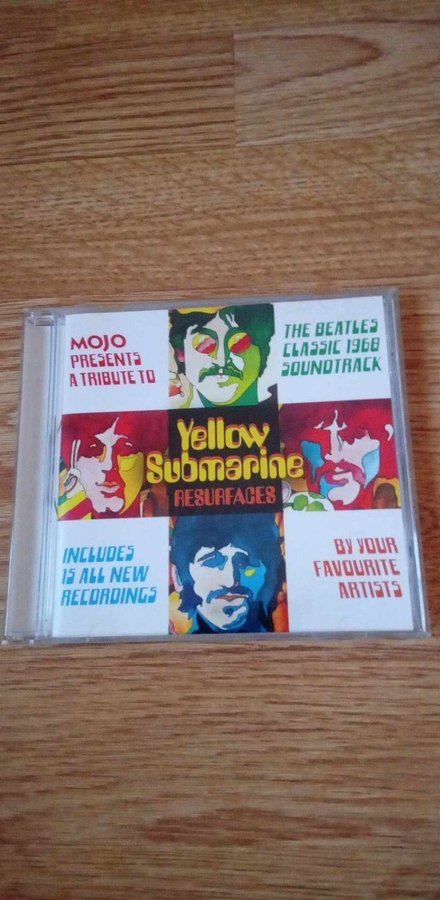 MOJO
PRESENTS
A TRIBUTE TO
THE BEATLES
CLASSIC 1968
SOUNDTRACK
Yellow
Submarine
RESURFACES
INCLUDES
15 ALL NEW
RECORDINGS
BY YOUR
FAVOURITE
ARTISTS